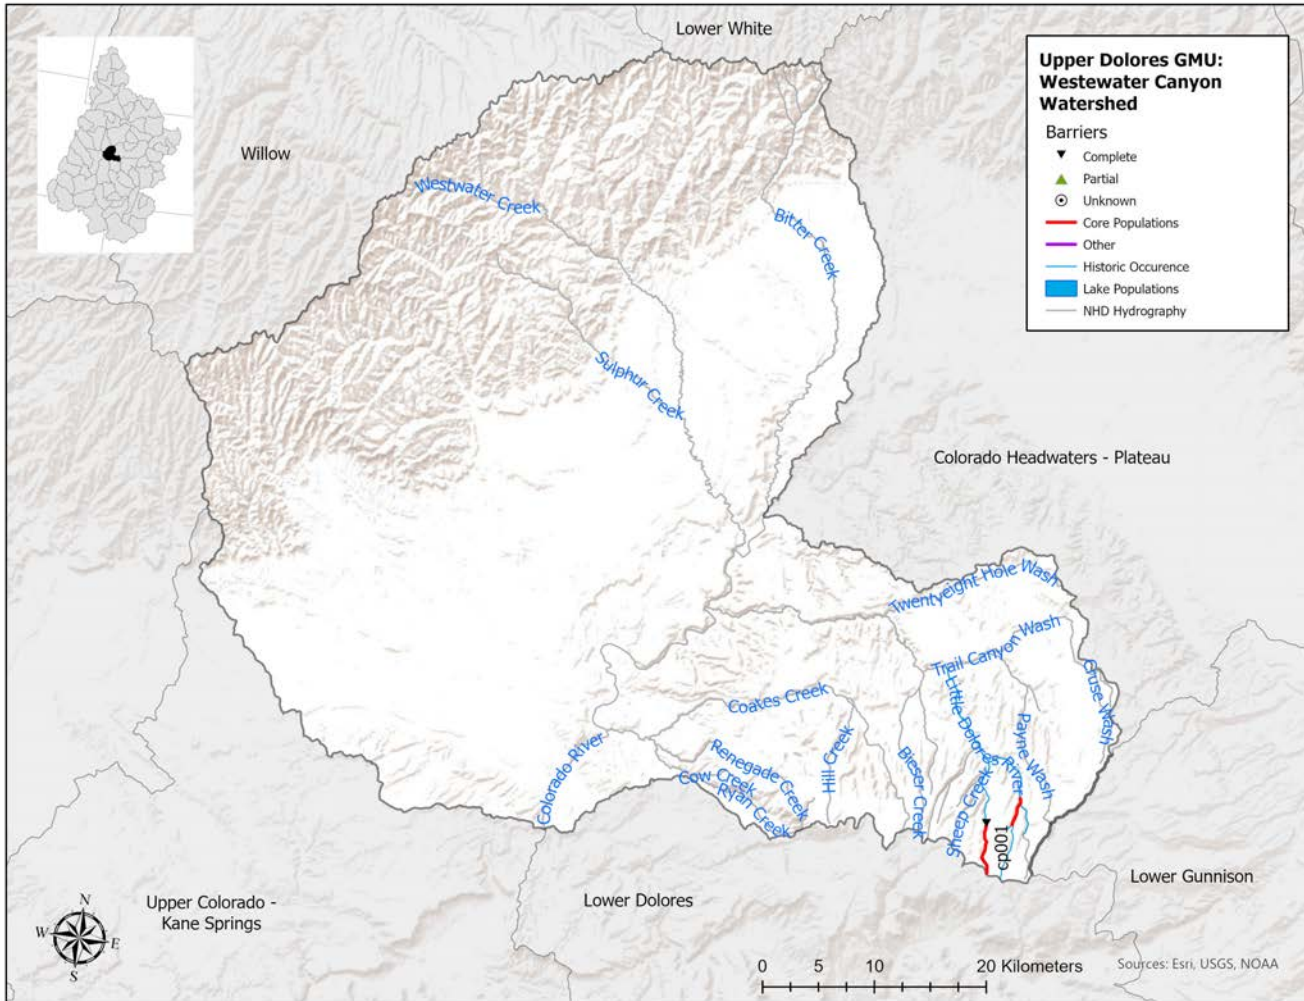 Lower White
Upper Dolores GMU:
Westewater Canyon
Watershed
Barriers
Complete
Partial
Unknown
Core Populations
Other
Historic Occurence
Lake Populations
NHD Hydrography
Willow
Westwater Creek
Bitter Creek
Sulphur Creek
Colorado Headwaters - Plateau
Twentyeight Hole Wash
Trail Canyon Wash
Cruse Wash
Little Dolores River
Payne Wash
Coates Creek
Renegade Creek
Hill Creek
Bieser Creek
Sheep Creek
Cow Creek
Ryan Creek
Colorado River
cp001
Lower Gunnison
Lower Dolores
Upper Colorado -
Kane Springs
N
W
E
S
0 5 10 20 Kilometers
Sources: Esri, USGS, NOAA